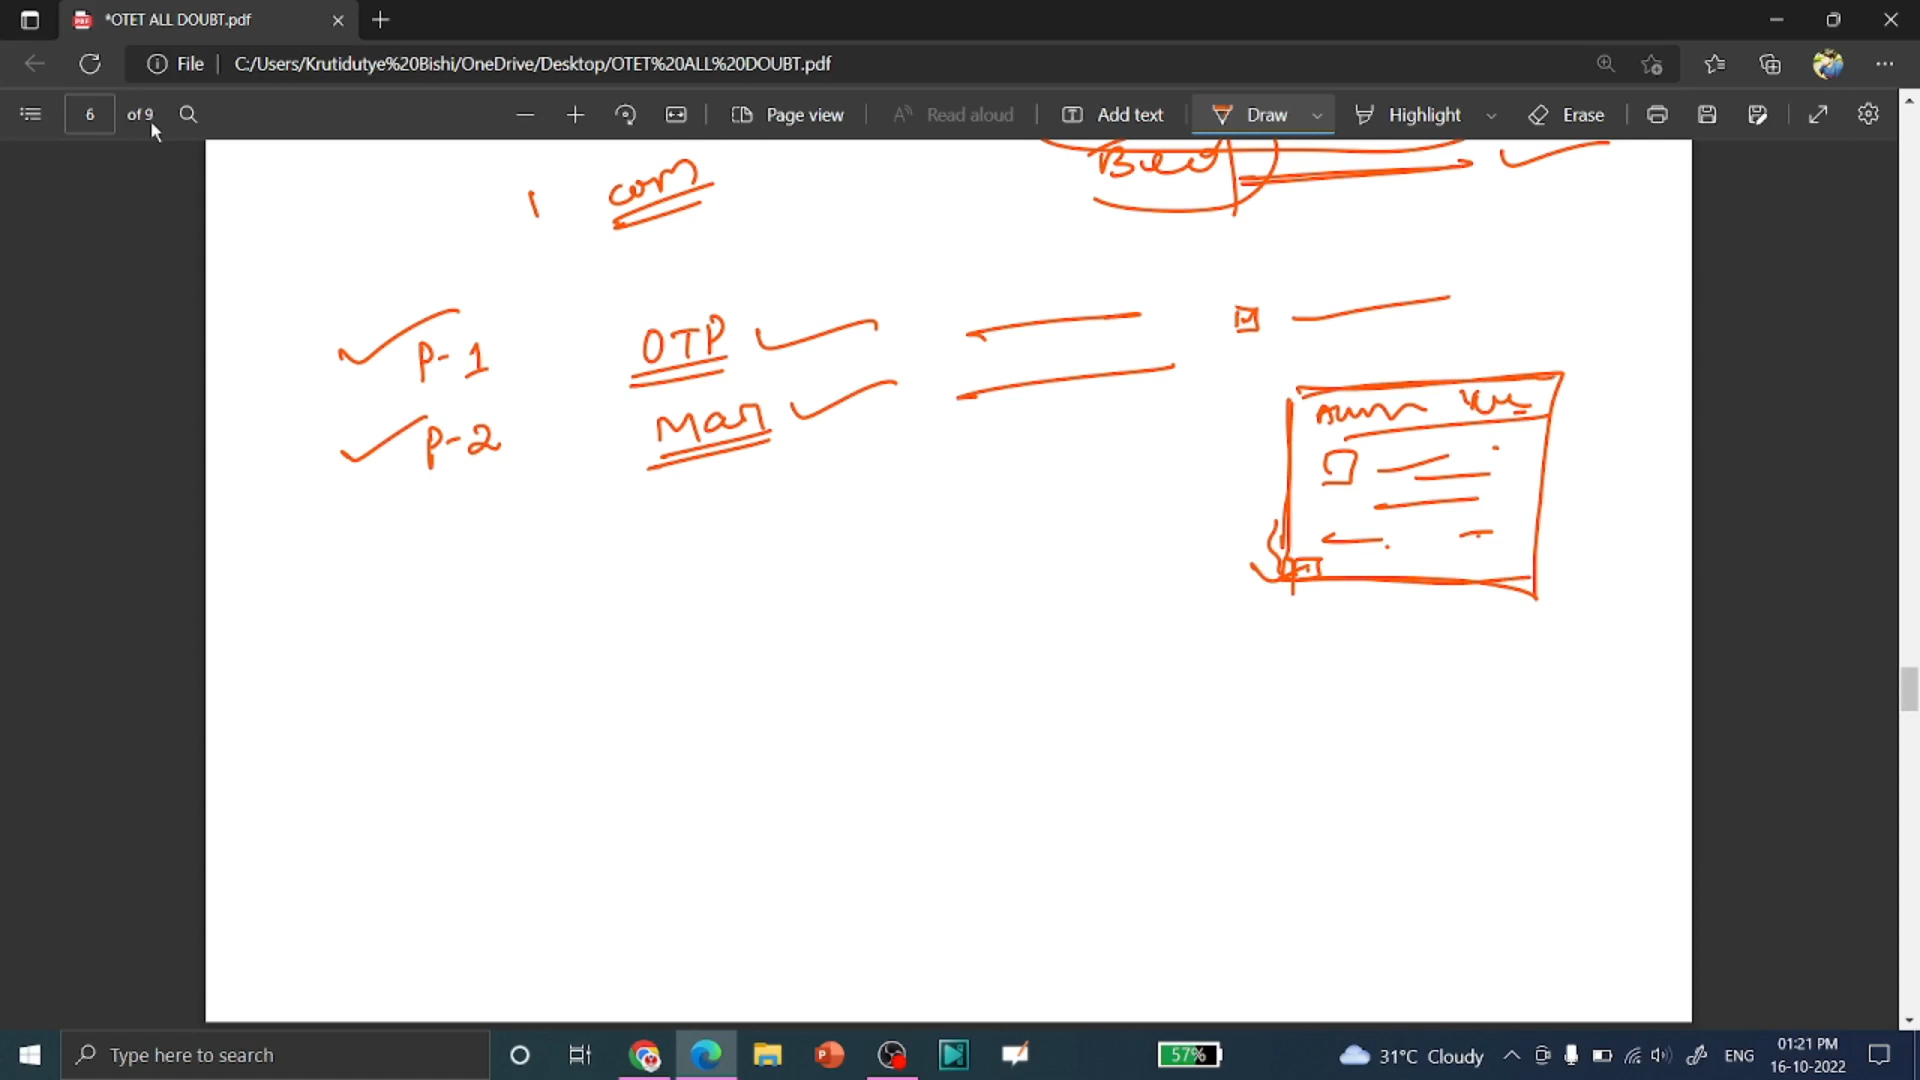 *OTET ALL DOUBT.pdf
File C:/Users/Krutidutye%20Bishi/OneDrive/Desktop/OTET%20ALL%20DOUBT.pdf
6 of 9 Page view Read aloud Add text Draw Highlight Erase
com
P-1 OTP
P-2
Type here to search 57% 31°C Cloudy ENG 01:21 PM
16-10-2022